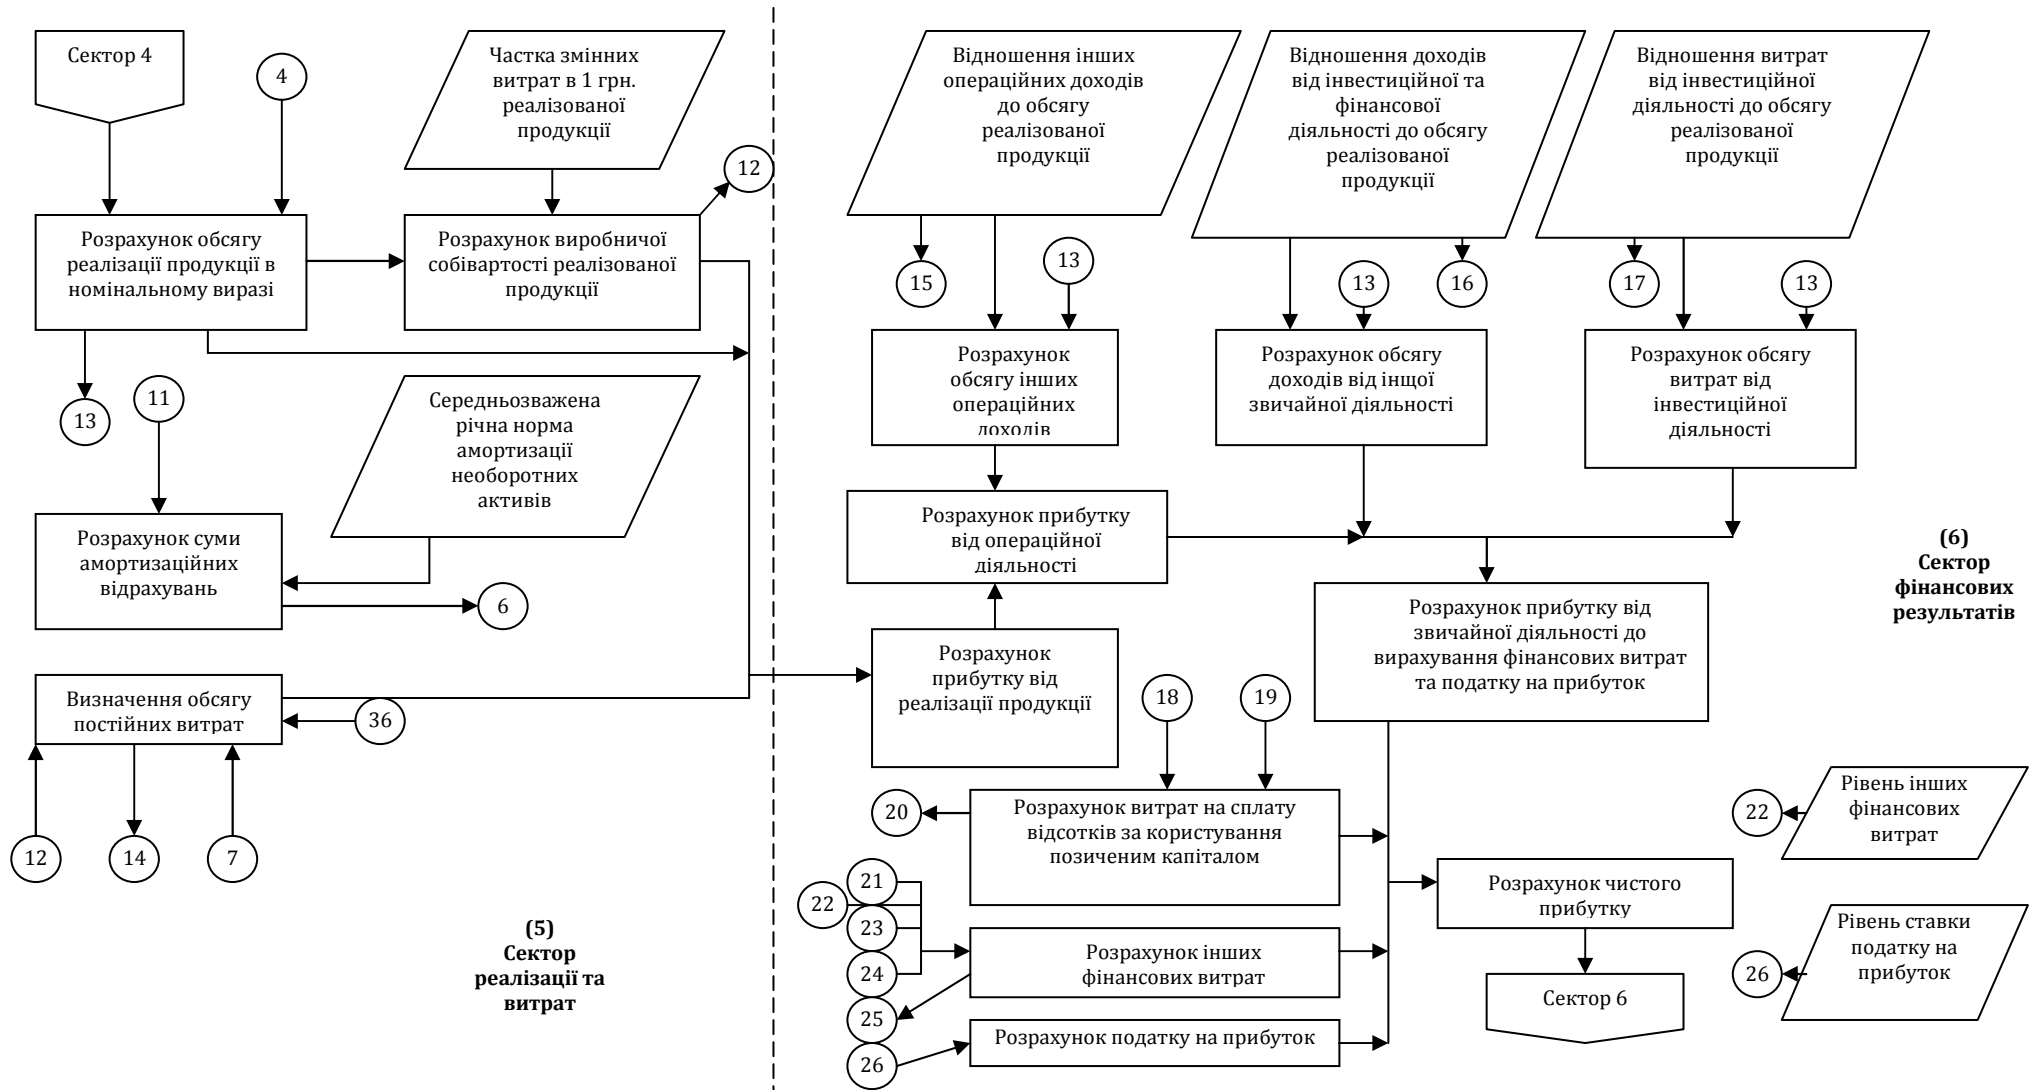 Сектор 4
4
Частка змінних
витрат в 1 грн.
реалізованої
продукції
12
Розрахунок обсягу
реалізації продукції в
номінальному виразі
Розрахунок виробничої
собівартості реалізованої
продукції
13
11
Середньозважена
річна норма
амортизації
необоротних
активів
Розрахунок суми
амортизаційних
відрахувань
6
Визначення обсягу
постійних витрат
36
12
14
7
(5)
Сектор
реалізації та
витрат
Відношення інших
операційних доходів
до обсягу
реалізованої
продукції
Відношення доходів
від інвестиційної та
фінансової
діяльності до обсягу
реалізованої
продукції
Відношення витрат
від інвестиційної
діяльності до обсягу
реалізованої
продукції
15
13
13
16
17
13
Розрахунок
обсягу інших
операційних
доходів
Розрахунок обсягу
доходів від інщої
звичайної діяльності
Розрахунок обсягу
витрат від
інвестиційної
діяльності
Розрахунок прибутку
від операційної
діяльності
(6)
Сектор
фінансових
результатів
Розрахунок
прибутку від
реалізації продукції
Розрахунок прибутку від
звичайної діяльності до
вирахування фінансових витрат
та податку на прибуток
18
19
20
Розрахунок витрат на сплату
відсотків за користування
позиченим капіталом
22
Рівень інших
фінансових
витрат
21
22
23
24
25
26
Розрахунок інших
фінансових витрат
Розрахунок податку на прибуток
Розрахунок чистого
прибутку
Сектор 6
26
Рівень ставки
податку на
прибуток